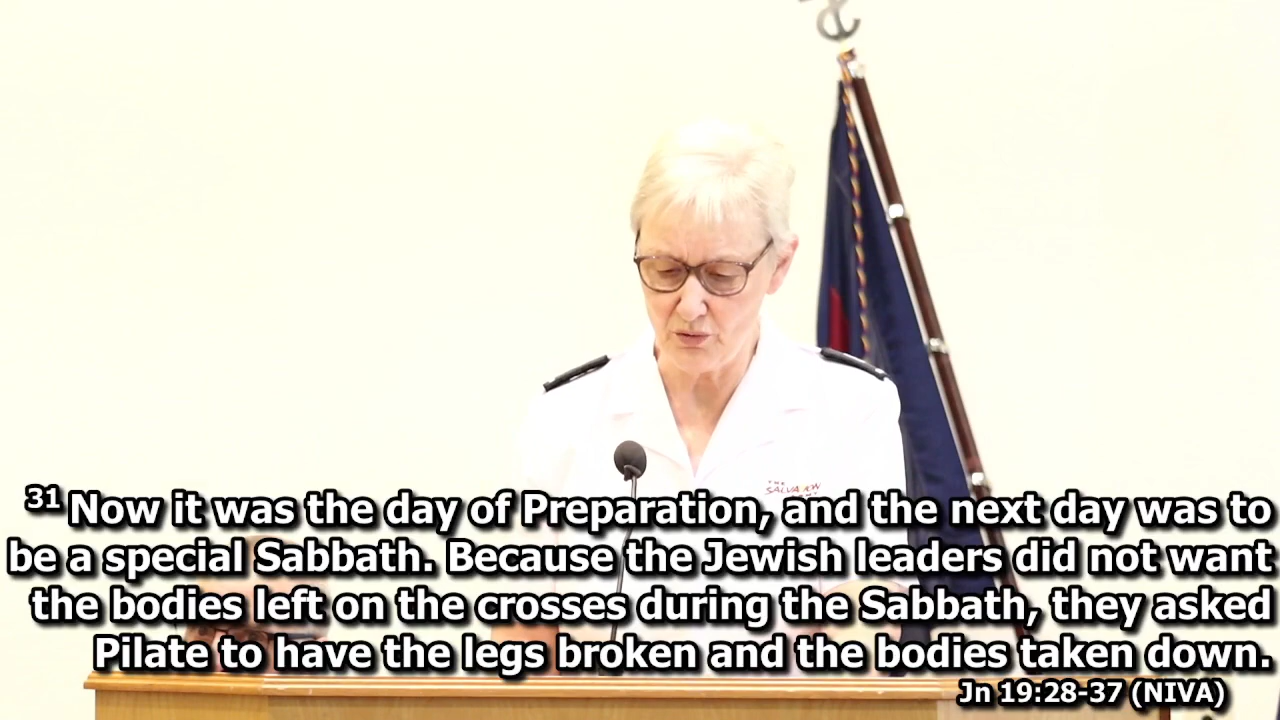 THE
SALVATION
31 Now it was the day of Preparation, and the next day was to
be a special Sabbath. Because the Jewish leaders did not want
the bodies left on the crosses during the Sabbath, they asked
Pilate to have the legs broken and the bodies taken down.
Jn 19:28-37 (NIVA)